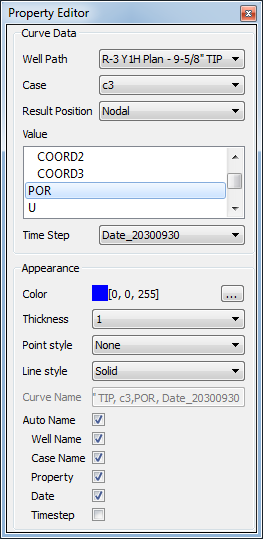 Property Editor
Curve Data
Well Path R-3 Y1H Plan - 9-5/8" TIP
Case c3
Result Position Nodal
Value
COORD2
COORD3
POR
U
Time Step Date_20300930
Appearance
Color [0, 0, 255] ...
Thickness 1
Point style None
Line style Solid
Curve Name " TIP, c3,POR, Date_20300930
Auto Name
Well Name
Case Name
Property
Date
Timestep